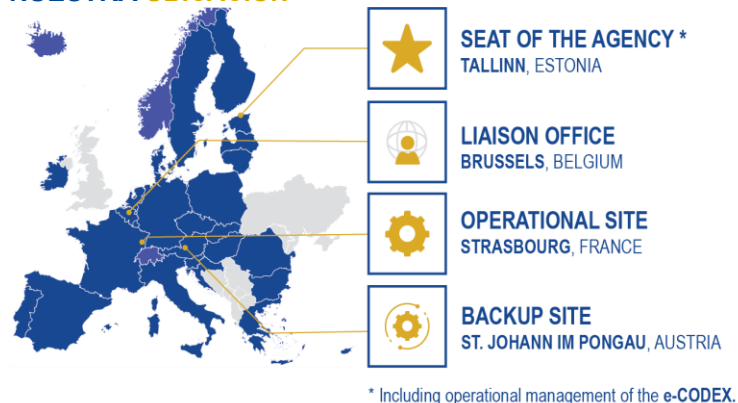 SEAT OF THE AGENCY *
TALLINN, ESTONIA
LIAISON OFFICE
BRUSSELS, BELGIUM
OPERATIONAL SITE
STRASBOURG, FRANCE
BACKUP SITE
ST. JOHANN IM PONGAU, AUSTRIA
* Including operational management of the e-CODEX.